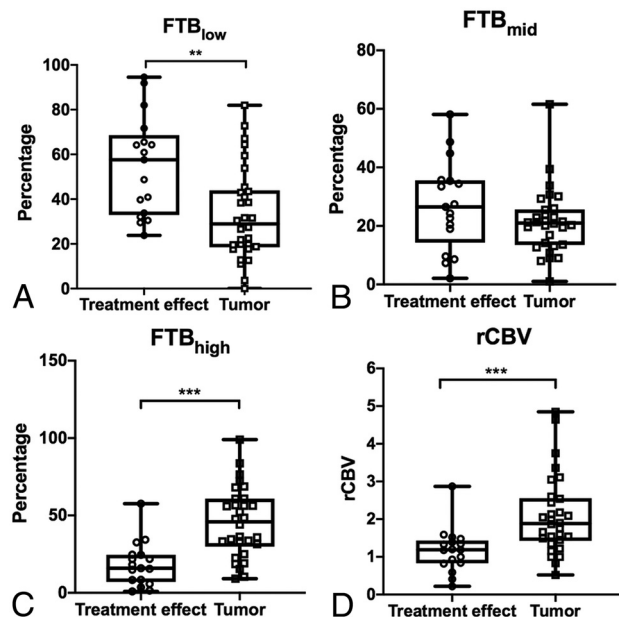 FTBlow
**
100
80
60
40
20
0
Percentage
A
Treatment effect
Tumor
FTBmid
80
60
40
20
0
Percentage
B
Treatment effect
Tumor
FTBhigh
***
150
100
50
0
Percentage
C
Treatment effect
Tumor
rCBV
***
6
5
4
3
2
1
0
rCBV
D
Treatment effect
Tumor